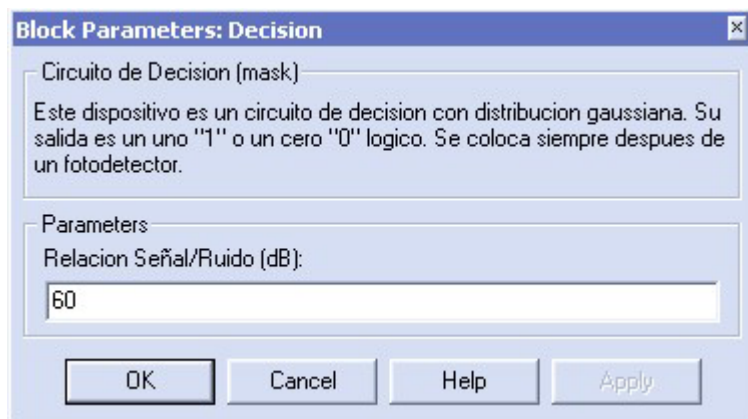 Block Parameters: Decision
Circuito de Decision (mask)
Este dispositivo es un circuito de decision con distribucion gaussiana. Su
salida es un uno "1" o un cero "0" logico. Se coloca siempre despues de
un fotodetector.
Parameters
Relacion Señal/Ruido (dB):
60
OK Cancel Help Apply